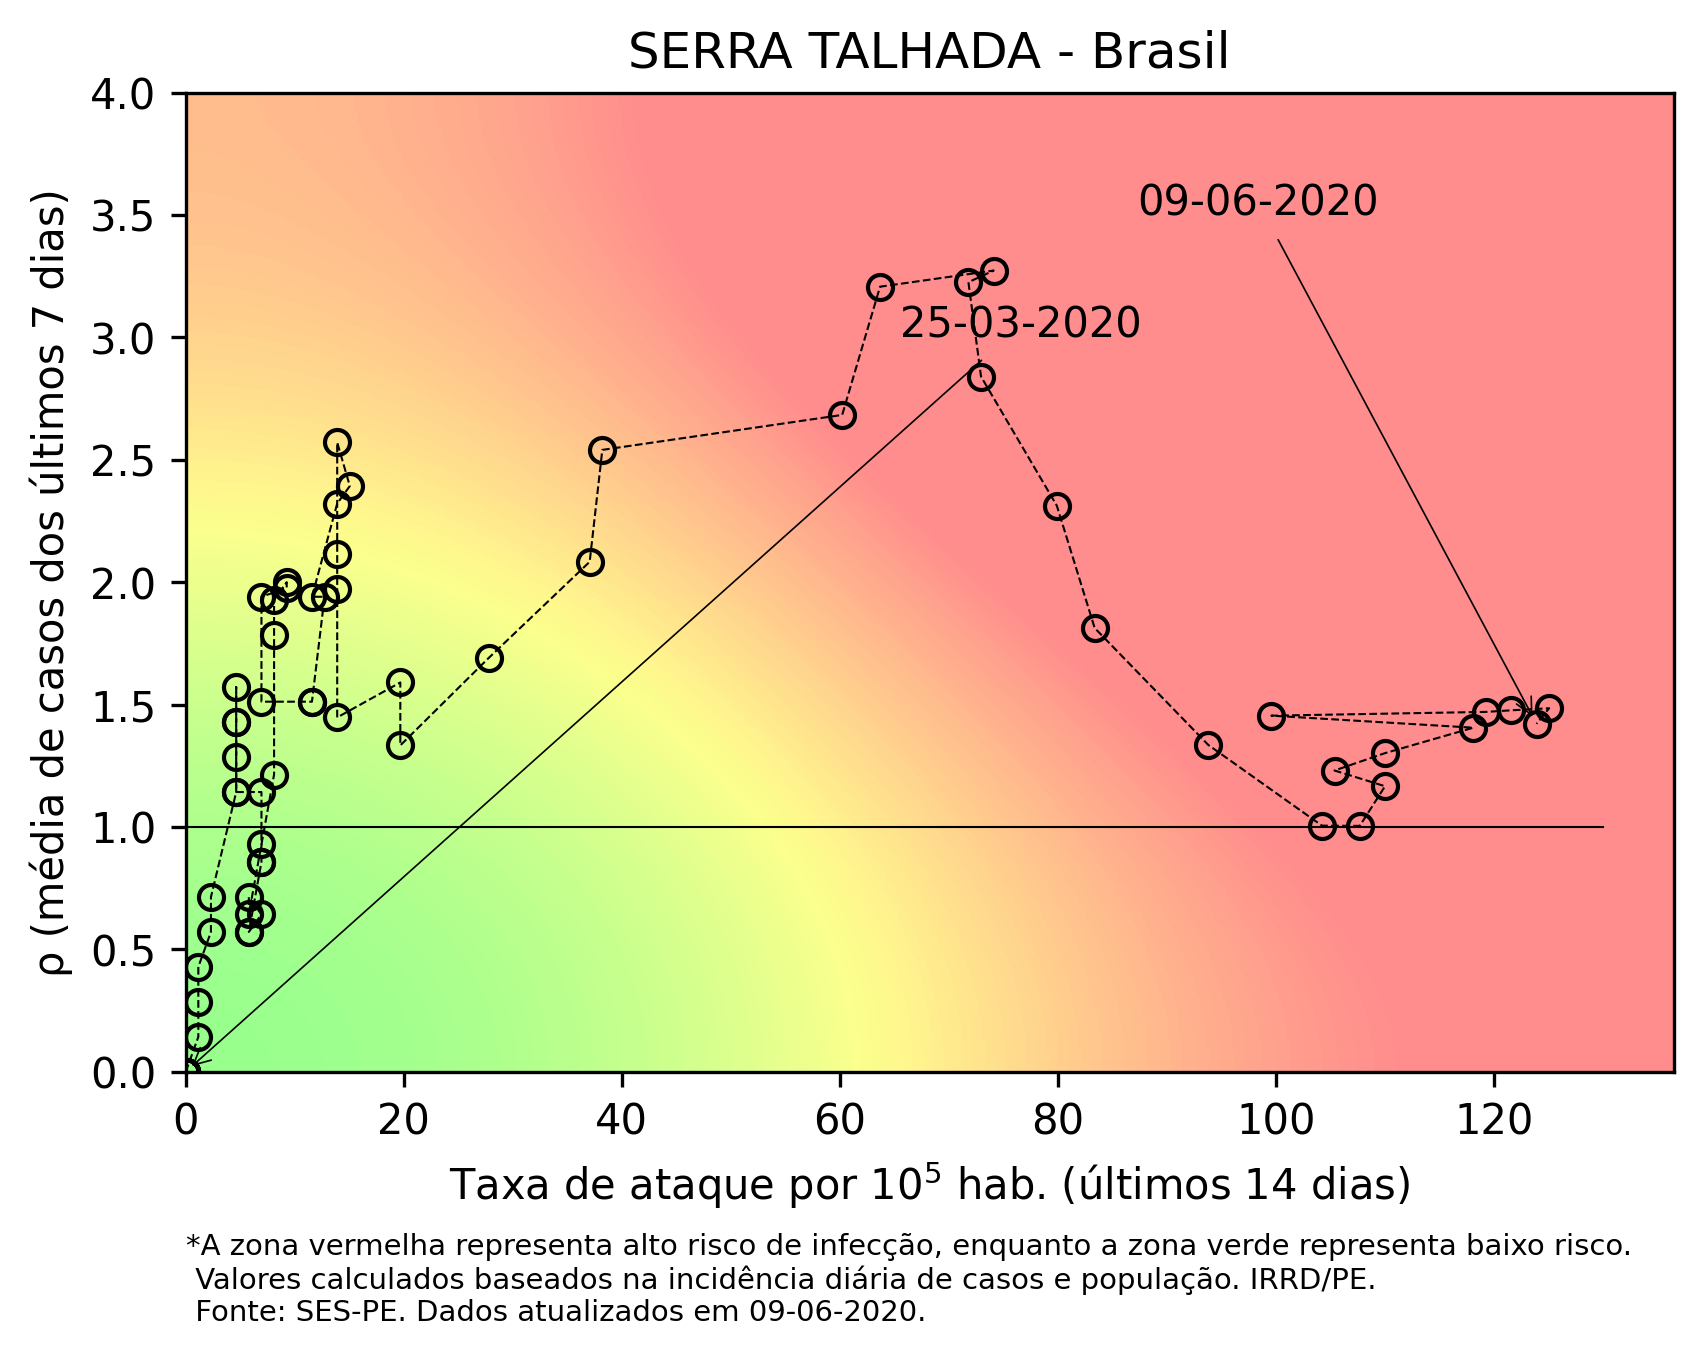 SERRA TALHADA - Brasil
4.0
3.5
3.0
2.5
2.0
1.5
1.0
0.5
0.0
ρ (média de casos dos últimos 7 dias)
09-06-2020
25-03-2020
0 20 40 60 80 100 120
Taxa de ataque por 10⁵ hab. (últimos 14 dias)
*A zona vermelha representa alto risco de infecção, enquanto a zona verde representa baixo risco.
Valores calculados baseados na incidência diária de casos e população. IRRD/PE.
Fonte: SES-PE. Dados atualizados em 09-06-2020.